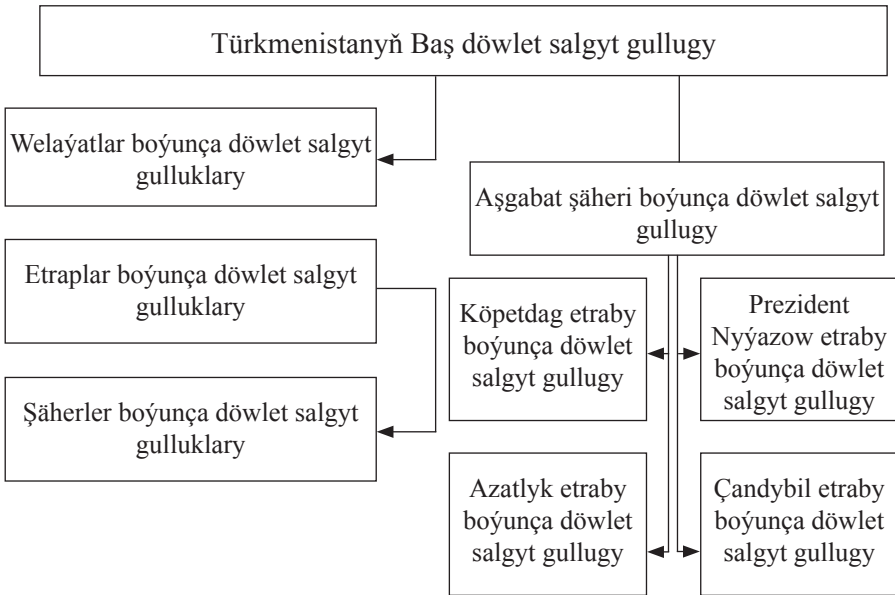 Türkmenistanyň Baş döwlet salgyt gullugy
Welaýatlar boýunça döwlet salgyt
gulluklary
Aşgabat şäheri boýunça döwlet salgyt
gullugy
Etraplar boýunça döwlet salgyt
gulluklary
Şäherler boýunça döwlet salgyt
gulluklary
Köpetdag etraby
boýunça döwlet
salgyt gullugy
Prezident
Nyýazow etraby
boýunça döwlet
salgyt gullugy
Azatlyk etraby
boýunça döwlet
salgyt gullugy
Çandybil etraby
boýunça döwlet
salgyt gullugy